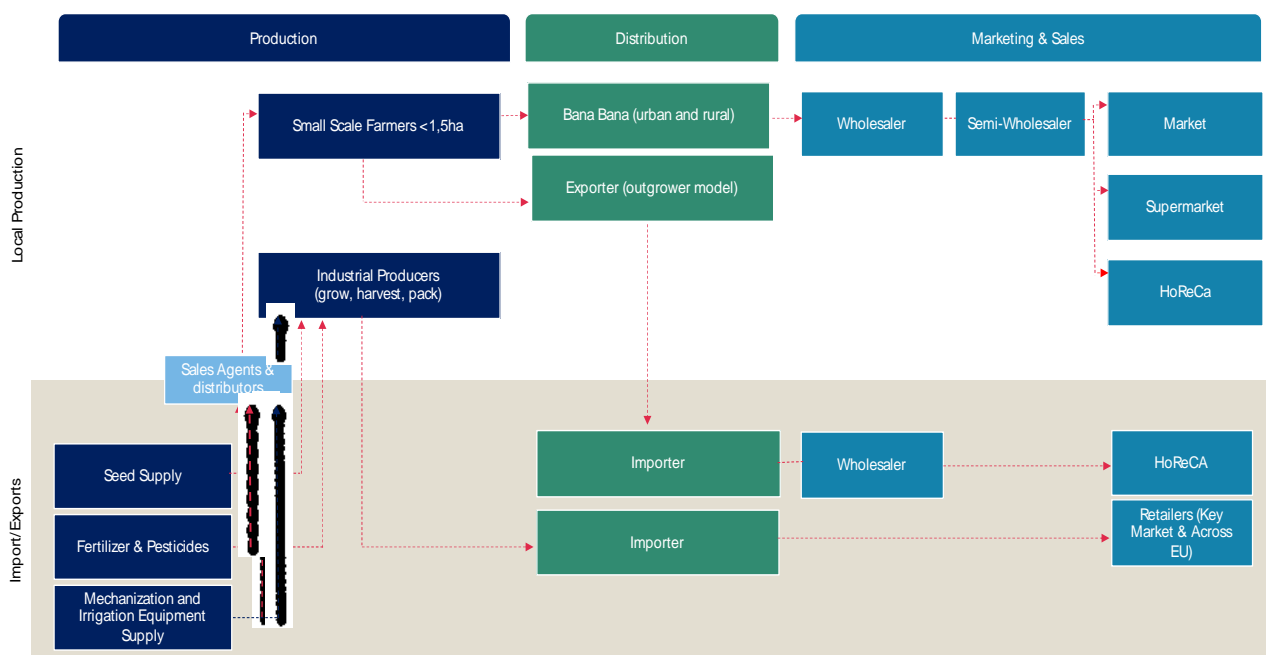 Production
Distribution
Marketing & Sales
Local Production
Small Scale Farmers <1,5ha
Bana Bana (urban and rural)
Wholesaler
Semi-Wholesaler
Market
Exporter (outgrower model)
Supermarket
Industrial Producers
(grow, harvest, pack)
HoReCa
Sales Agents &
distributors
Import/Exports
Seed Supply
Importer
Wholesaler
HoReCA
Fertilizer & Pesticides
Importer
Retailers (Key
Market & Across
EU)
Mechanization and
Irrigation Equipment
Supply